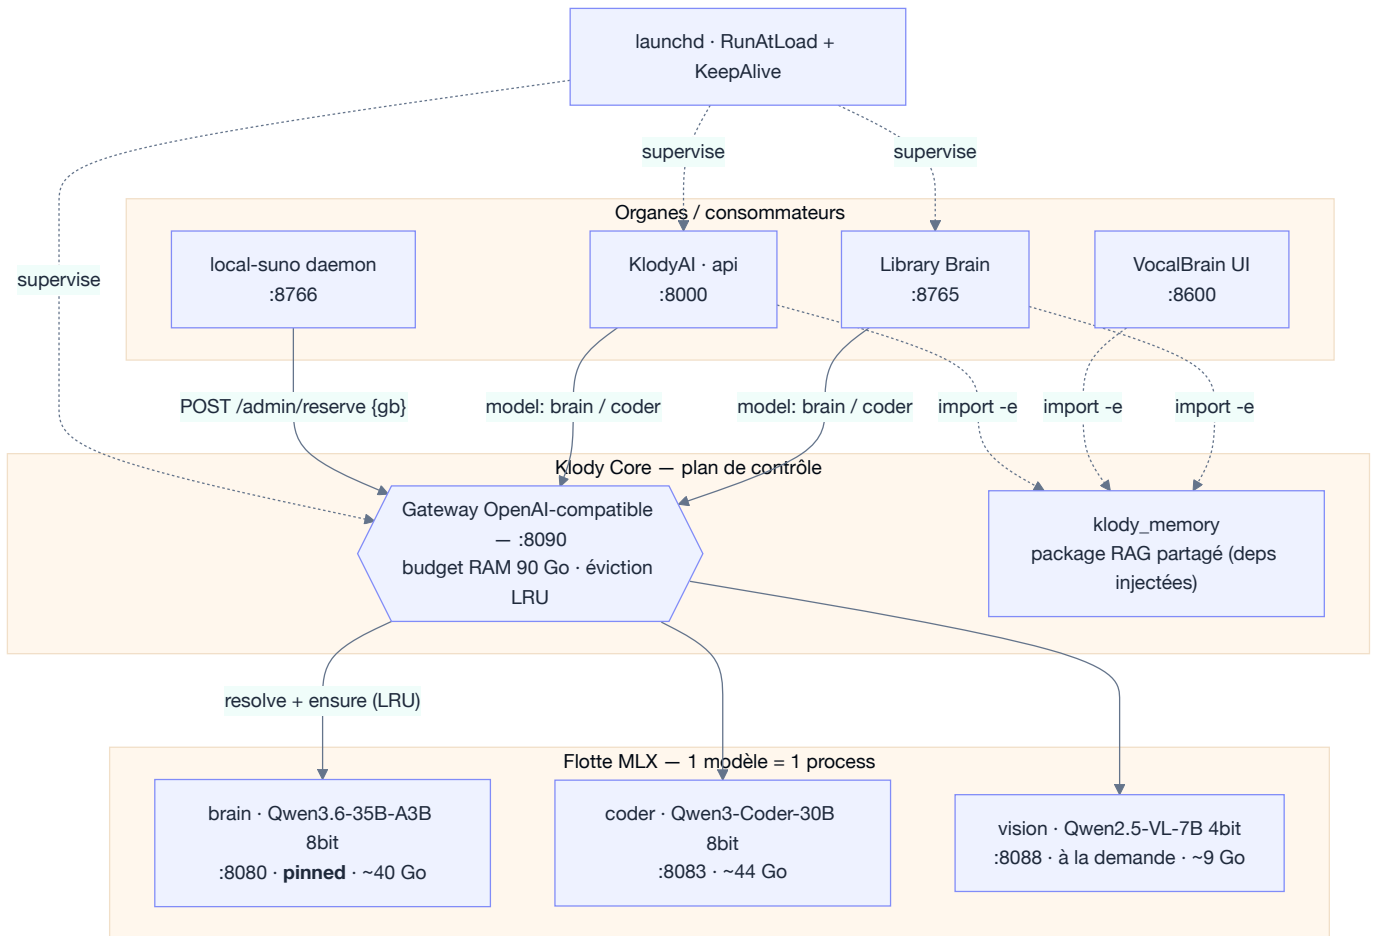 launchd · RunAtLoad +
KeepAlive
supervise
supervise
Organes / consommateurs
local-suno daemon
:8766
KlodyAI · api
:8000
Library Brain
:8765
VocalBrain UI
:8600
supervise
POST /admin/reserve {gb}
model: brain / coder
model: brain / coder
import -e
import -e
import -e
Klody Core — plan de contrôle
Gateway OpenAI-compatible
— :8090
budget RAM 90 Go · éviction
LRU
klody_memory
package RAG partagé (deps
injectées)
resolve + ensure (LRU)
Flotte MLX — 1 modèle = 1 process
brain · Qwen3.6-35B-A3B
8bit
:8080 · pinned · ~40 Go
coder · Qwen3-Coder-30B
8bit
:8083 · ~44 Go
vision · Qwen2.5-VL-7B 4bit
:8088 · à la demande · ~9 Go